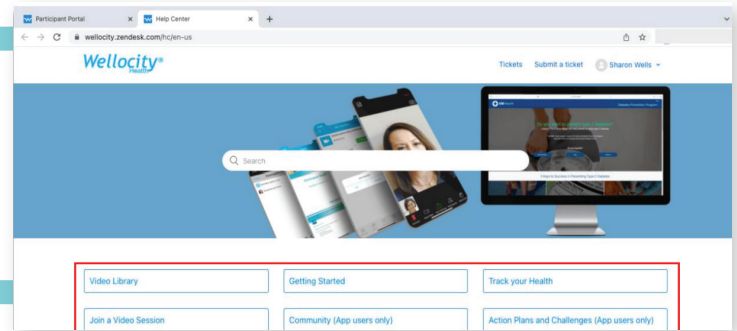 Participant Portal
Help Center
wellocity.zendesk.com/hc/en-us
Wellocity®
Health
Tickets Submit a ticket Sharon Wells
Search
Video Library
Getting Started
Track your Health
Join a Video Session
Community (App users only)
Action Plans and Challenges (App users only)